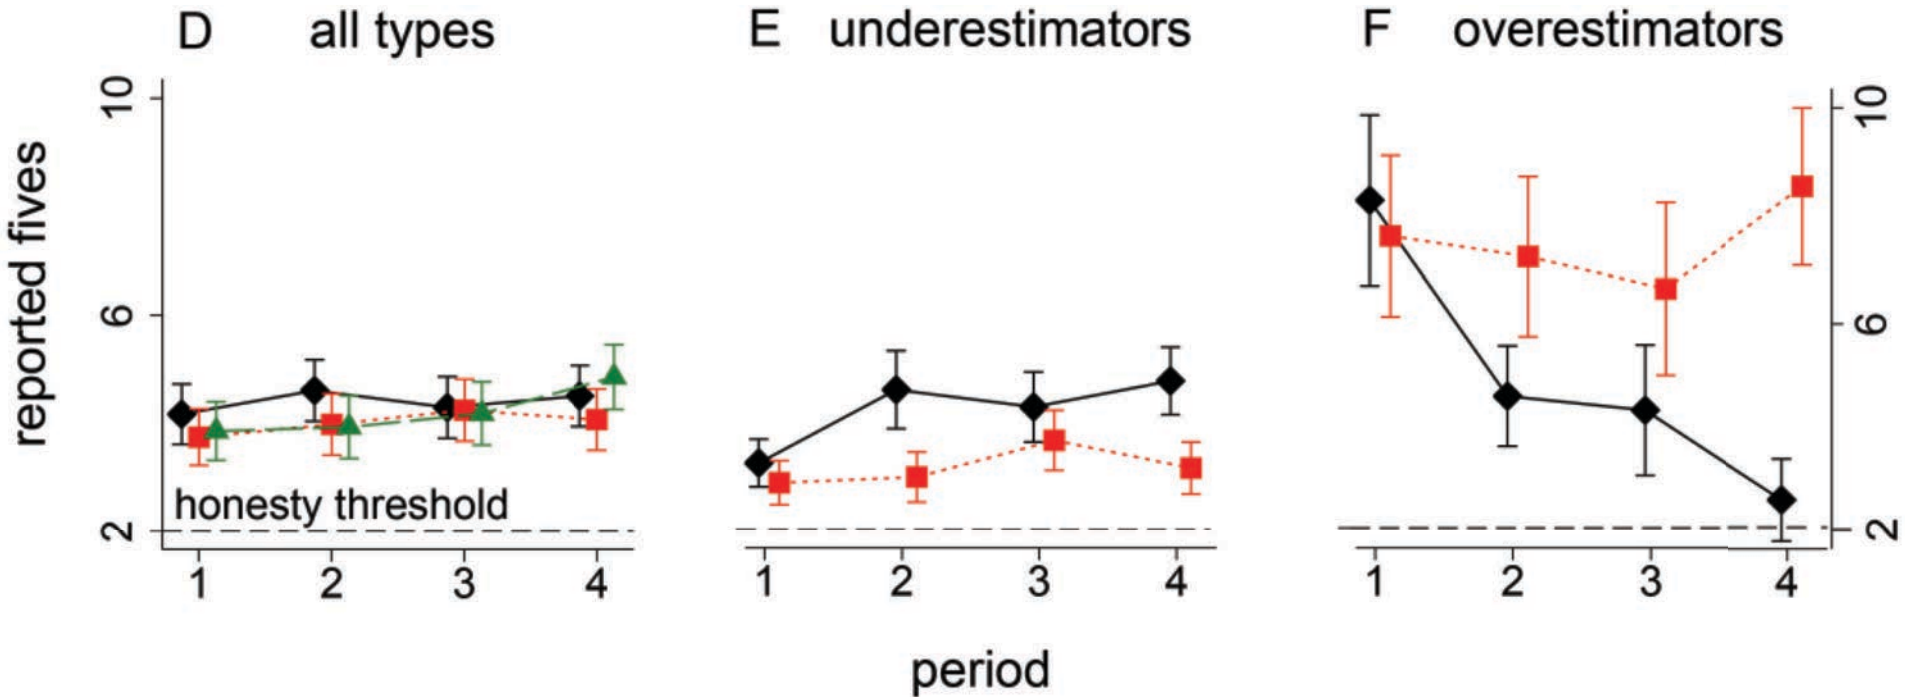 D all types
E underestimators
F overestimators
reported fives
10
6
2
honesty threshold
1 2 3 4
1 2 3 4
10
6
2
1 2 3 4
period